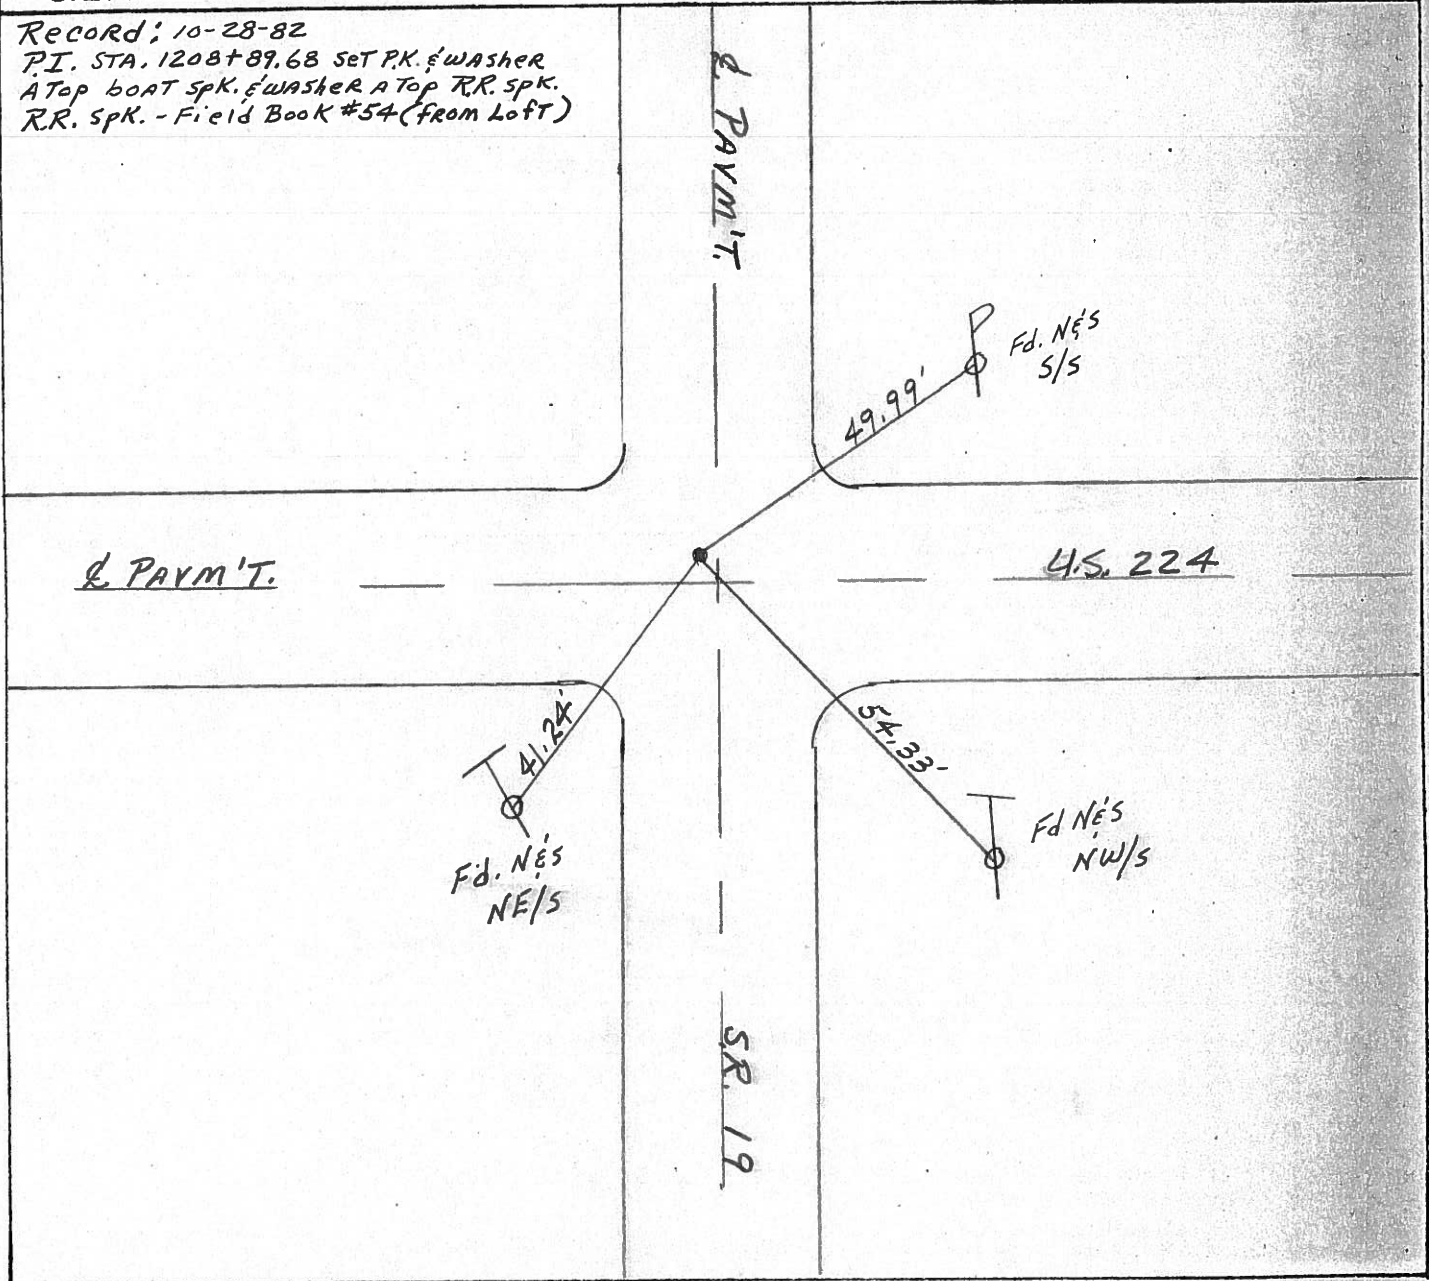 Record: 10-28-82
P.I. STA. 1208+89.68 SET P.K. & WASHER
ATOP BOAT SPK. & WASHER ATOP RR. SPK.
R.R. SPK. - Field Book #54 (FROM LOFT)
℄ PAVM'T.
Fd. N&S
S/S
49.99'
℄ PAVM'T.
U.S. 224
41.24'
54.33'
Fd. N&S
NE/S
Fd N&S
NW/S
S.R. 19